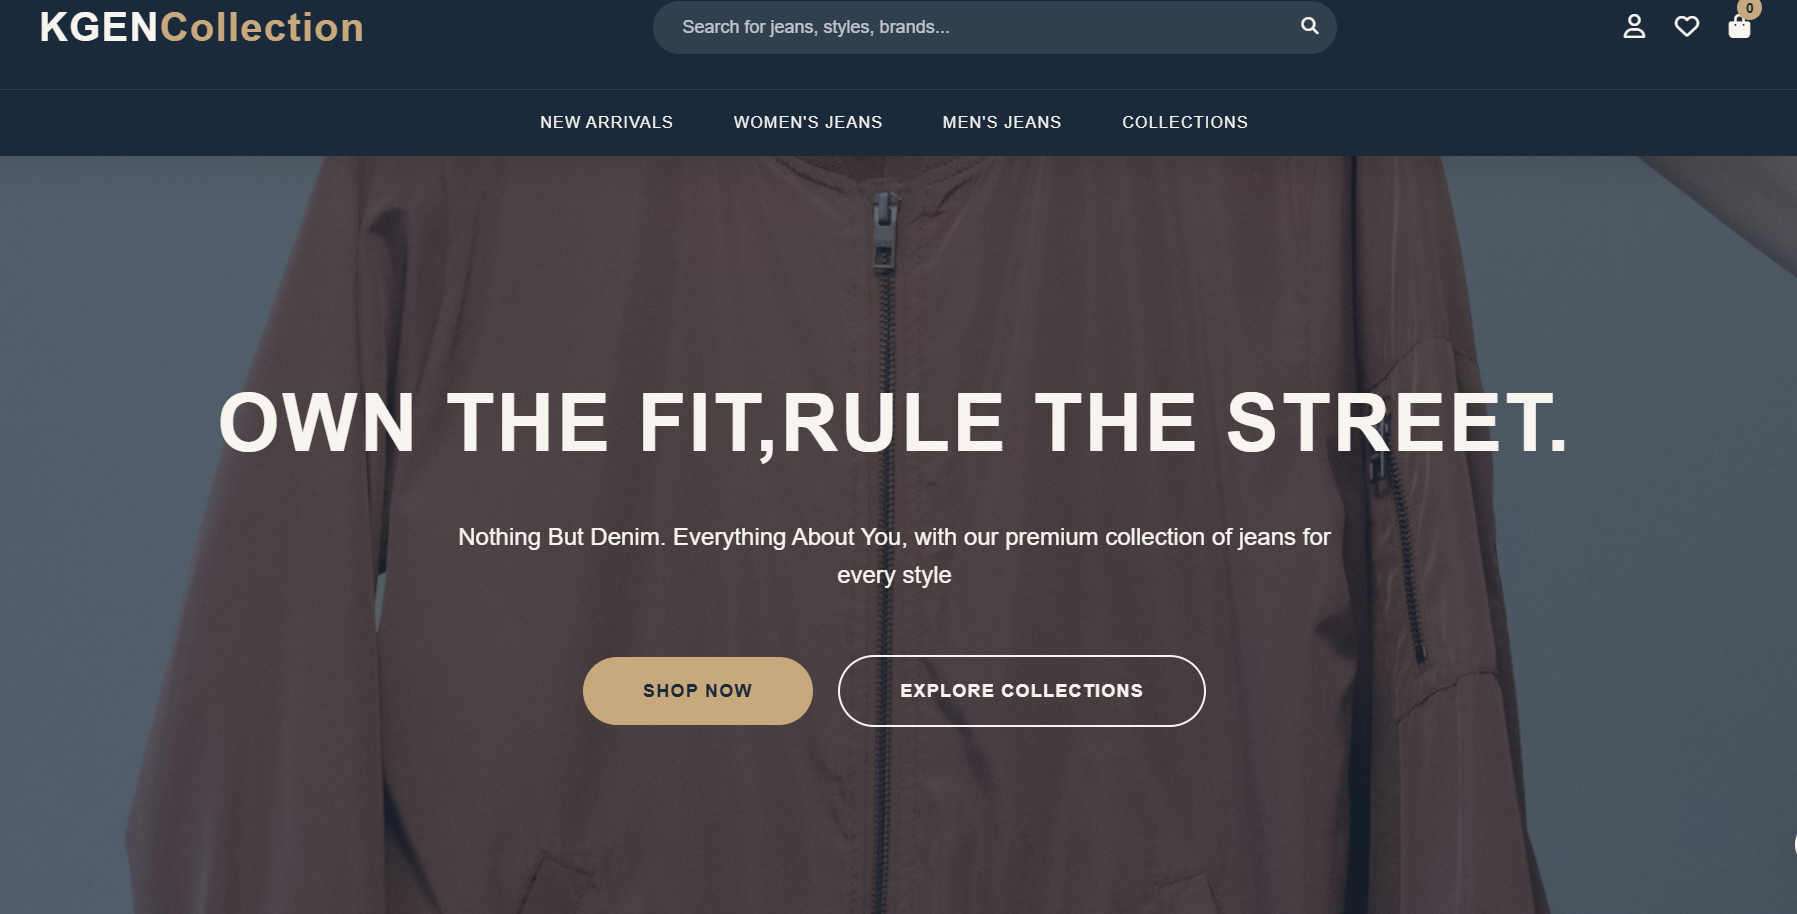 KGENCollection
Search for jeans, styles, brands...
0
NEW ARRIVALS
WOMEN'S JEANS
MEN'S JEANS
COLLECTIONS
OWN THE FIT,RULE THE STREET.
Nothing But Denim. Everything About You, with our premium collection of jeans for
every style
SHOP NOW
EXPLORE COLLECTIONS